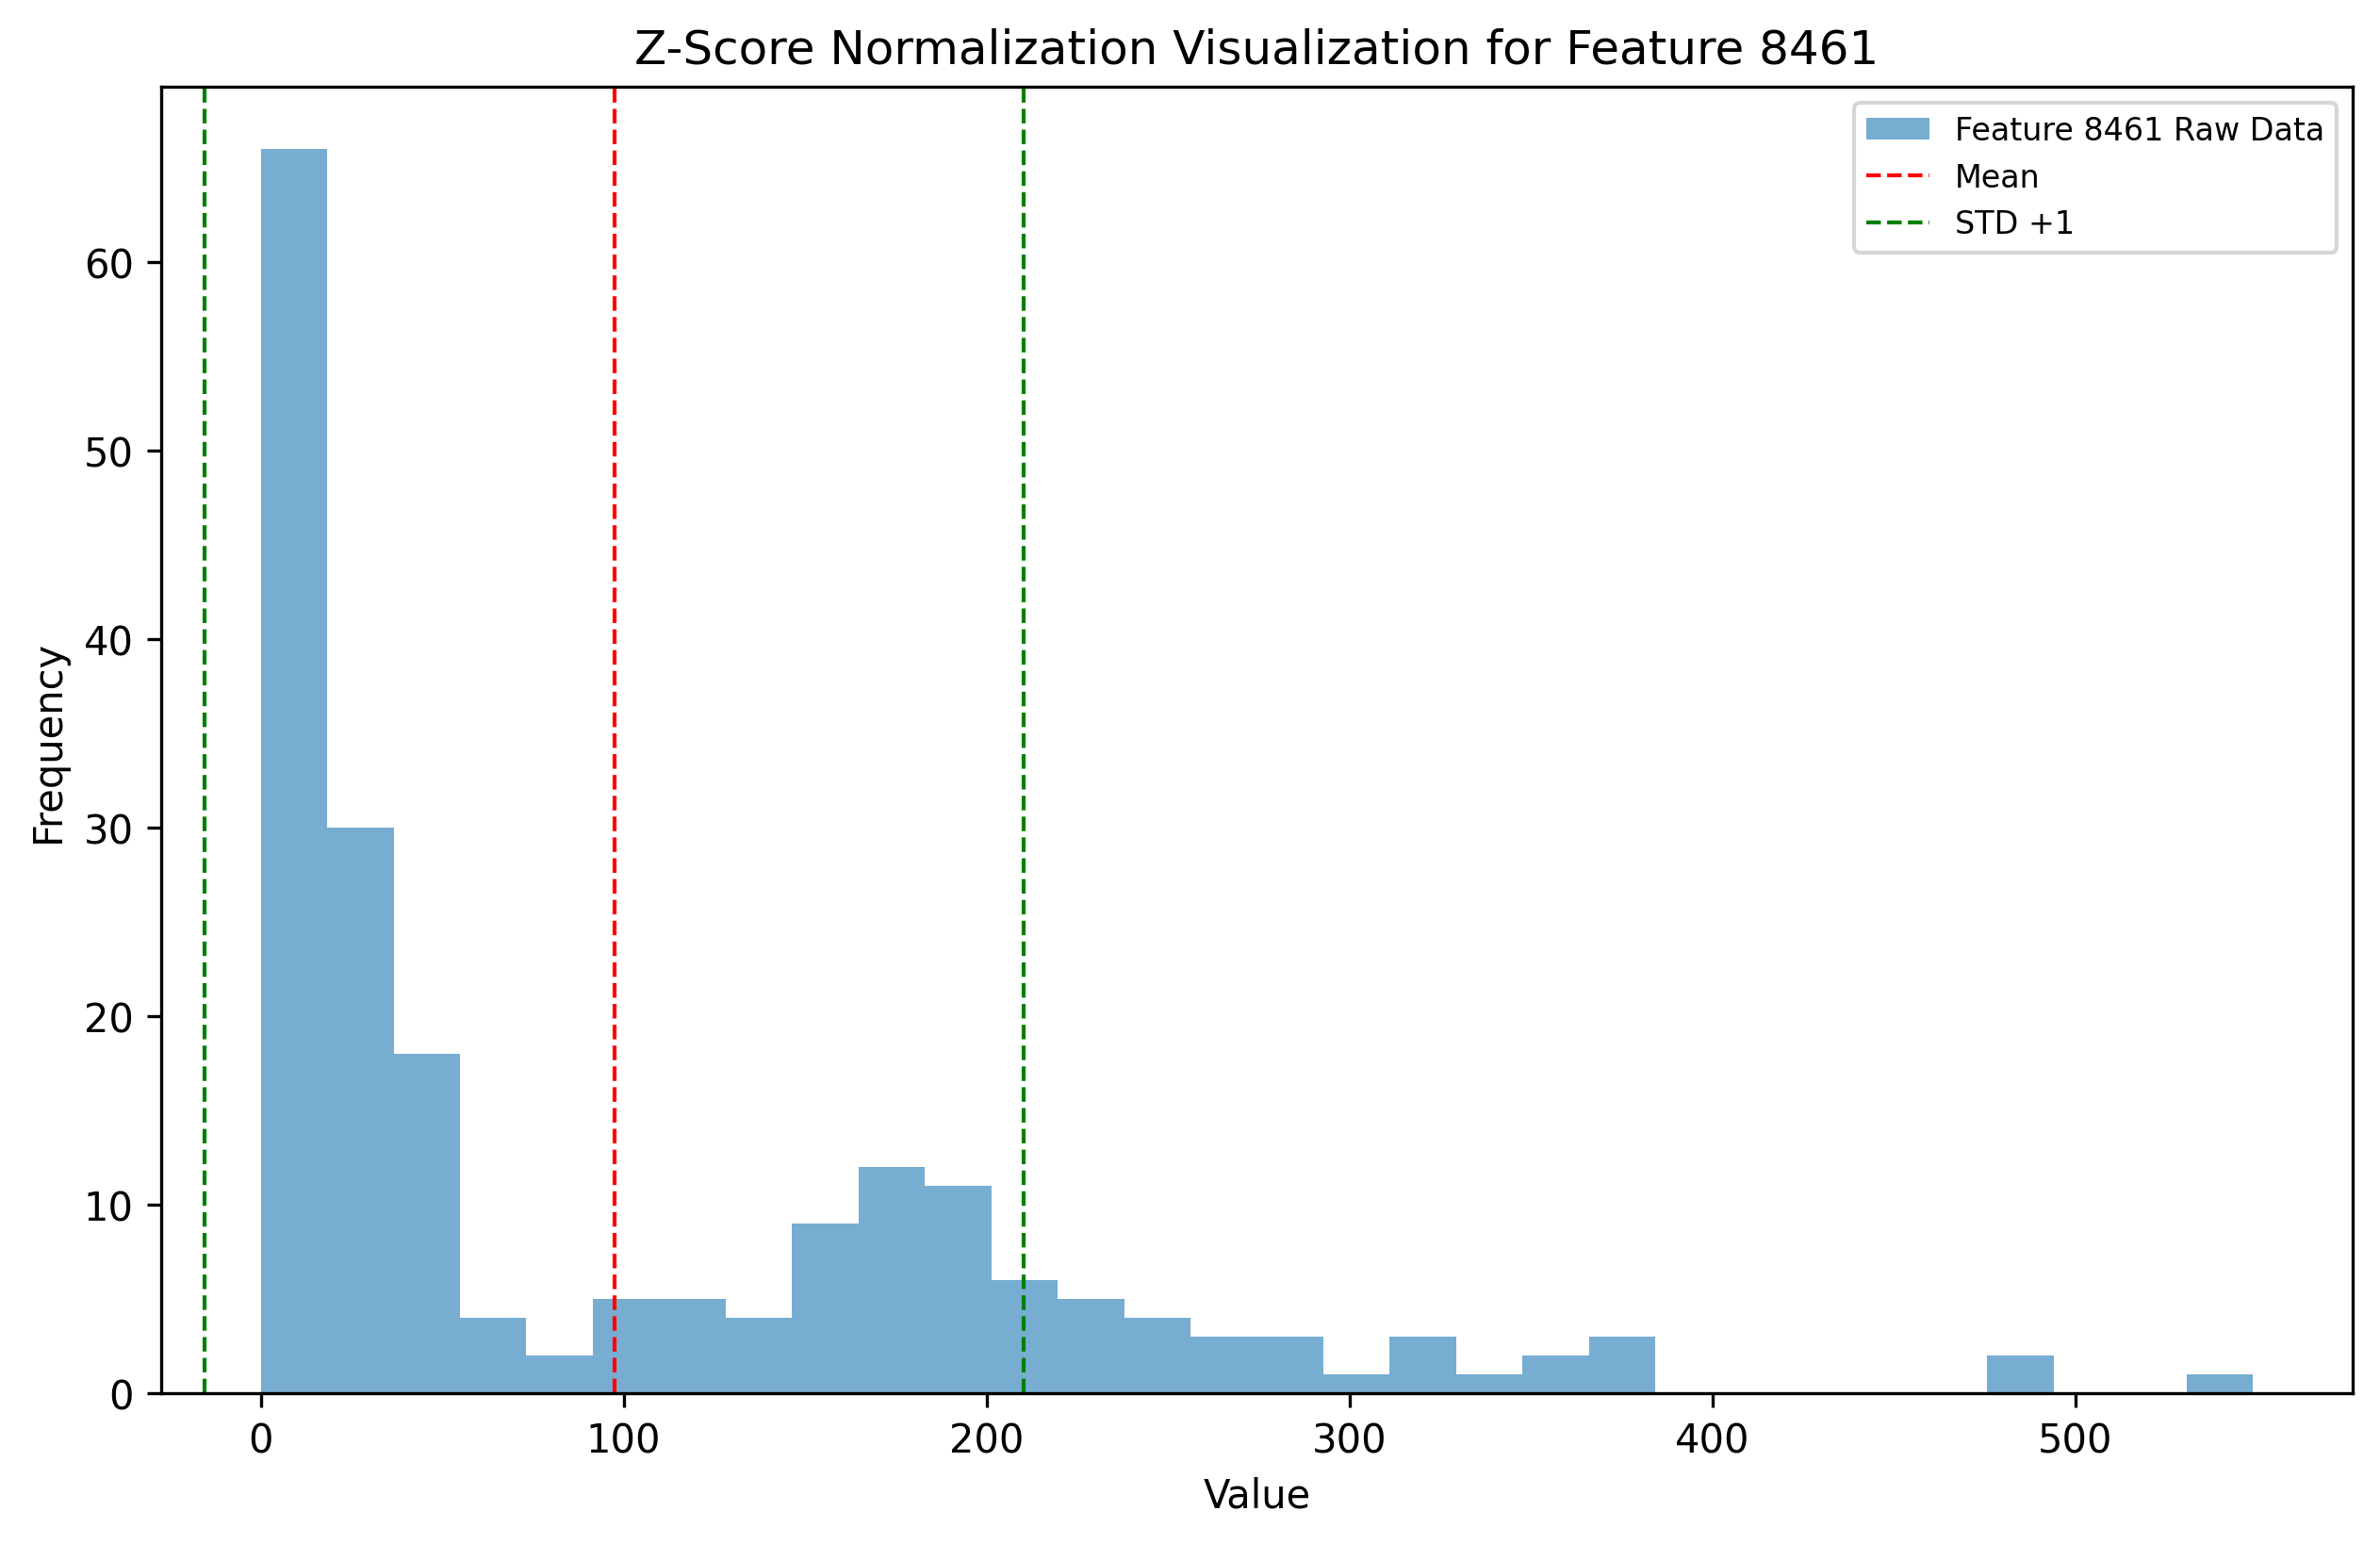 Z-Score Normalization Visualization for Feature 8461
Feature 8461 Raw Data
Mean
STD +1
Frequency
60
50
40
30
20
10
0
0 100 200 300 400 500
Value